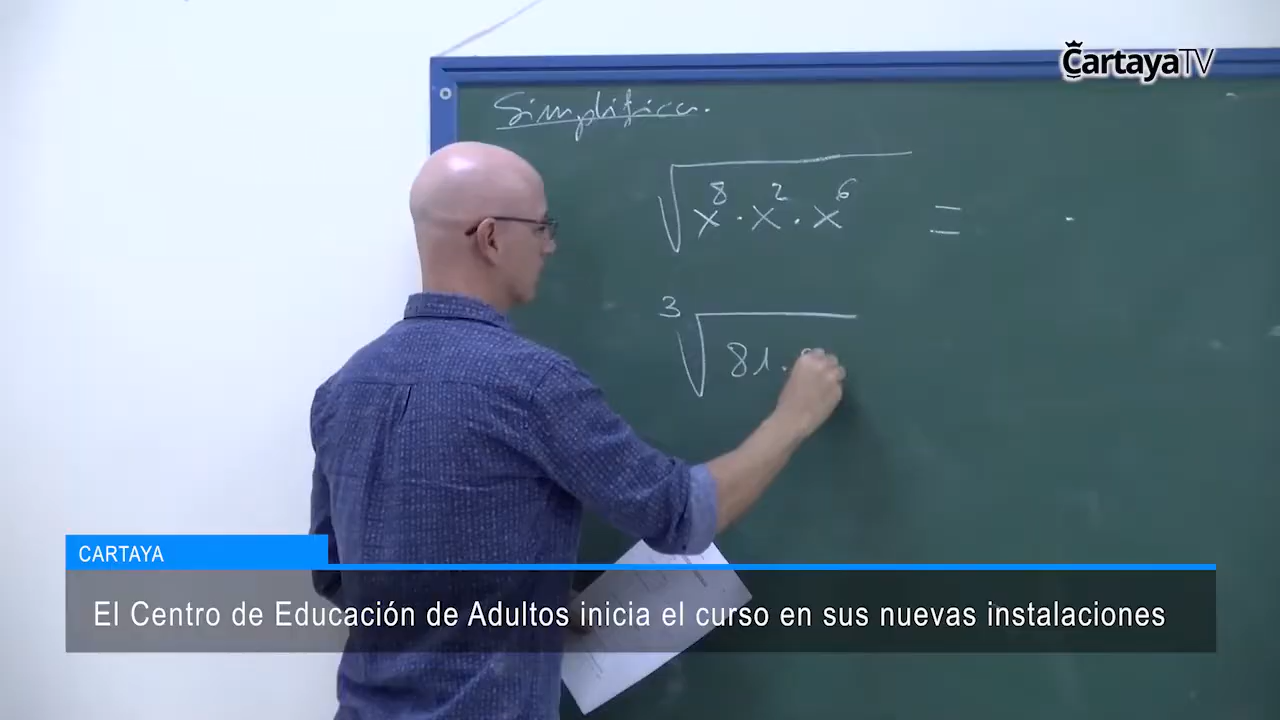 CartayaTV
Simplifica.
√x⁸·x²·x⁶ =
³√81.
CARTAYA
El Centro de Educación de Adultos inicia el curso en sus nuevas instalaciones